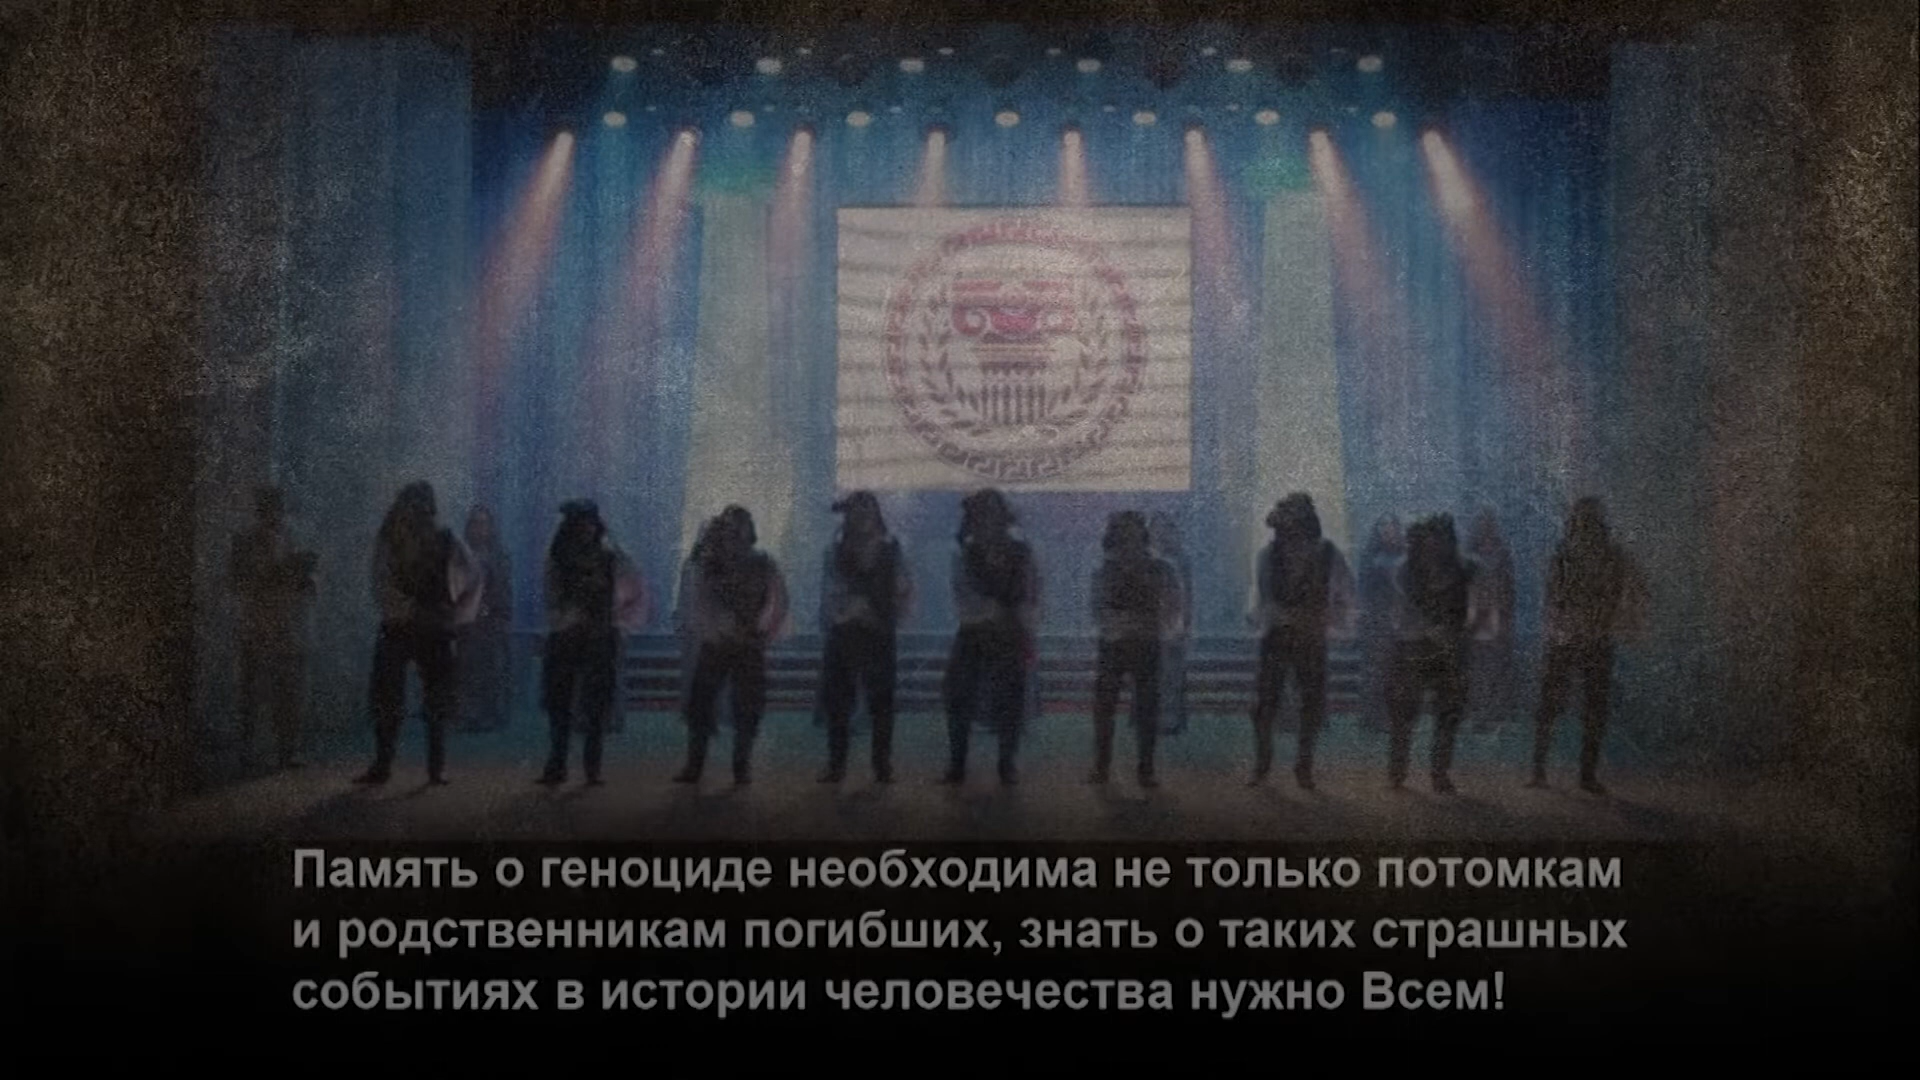 Память о геноциде необходима не только потомкам
и родственникам погибших, знать о таких страшных
событиях в истории человечества нужно Всем!